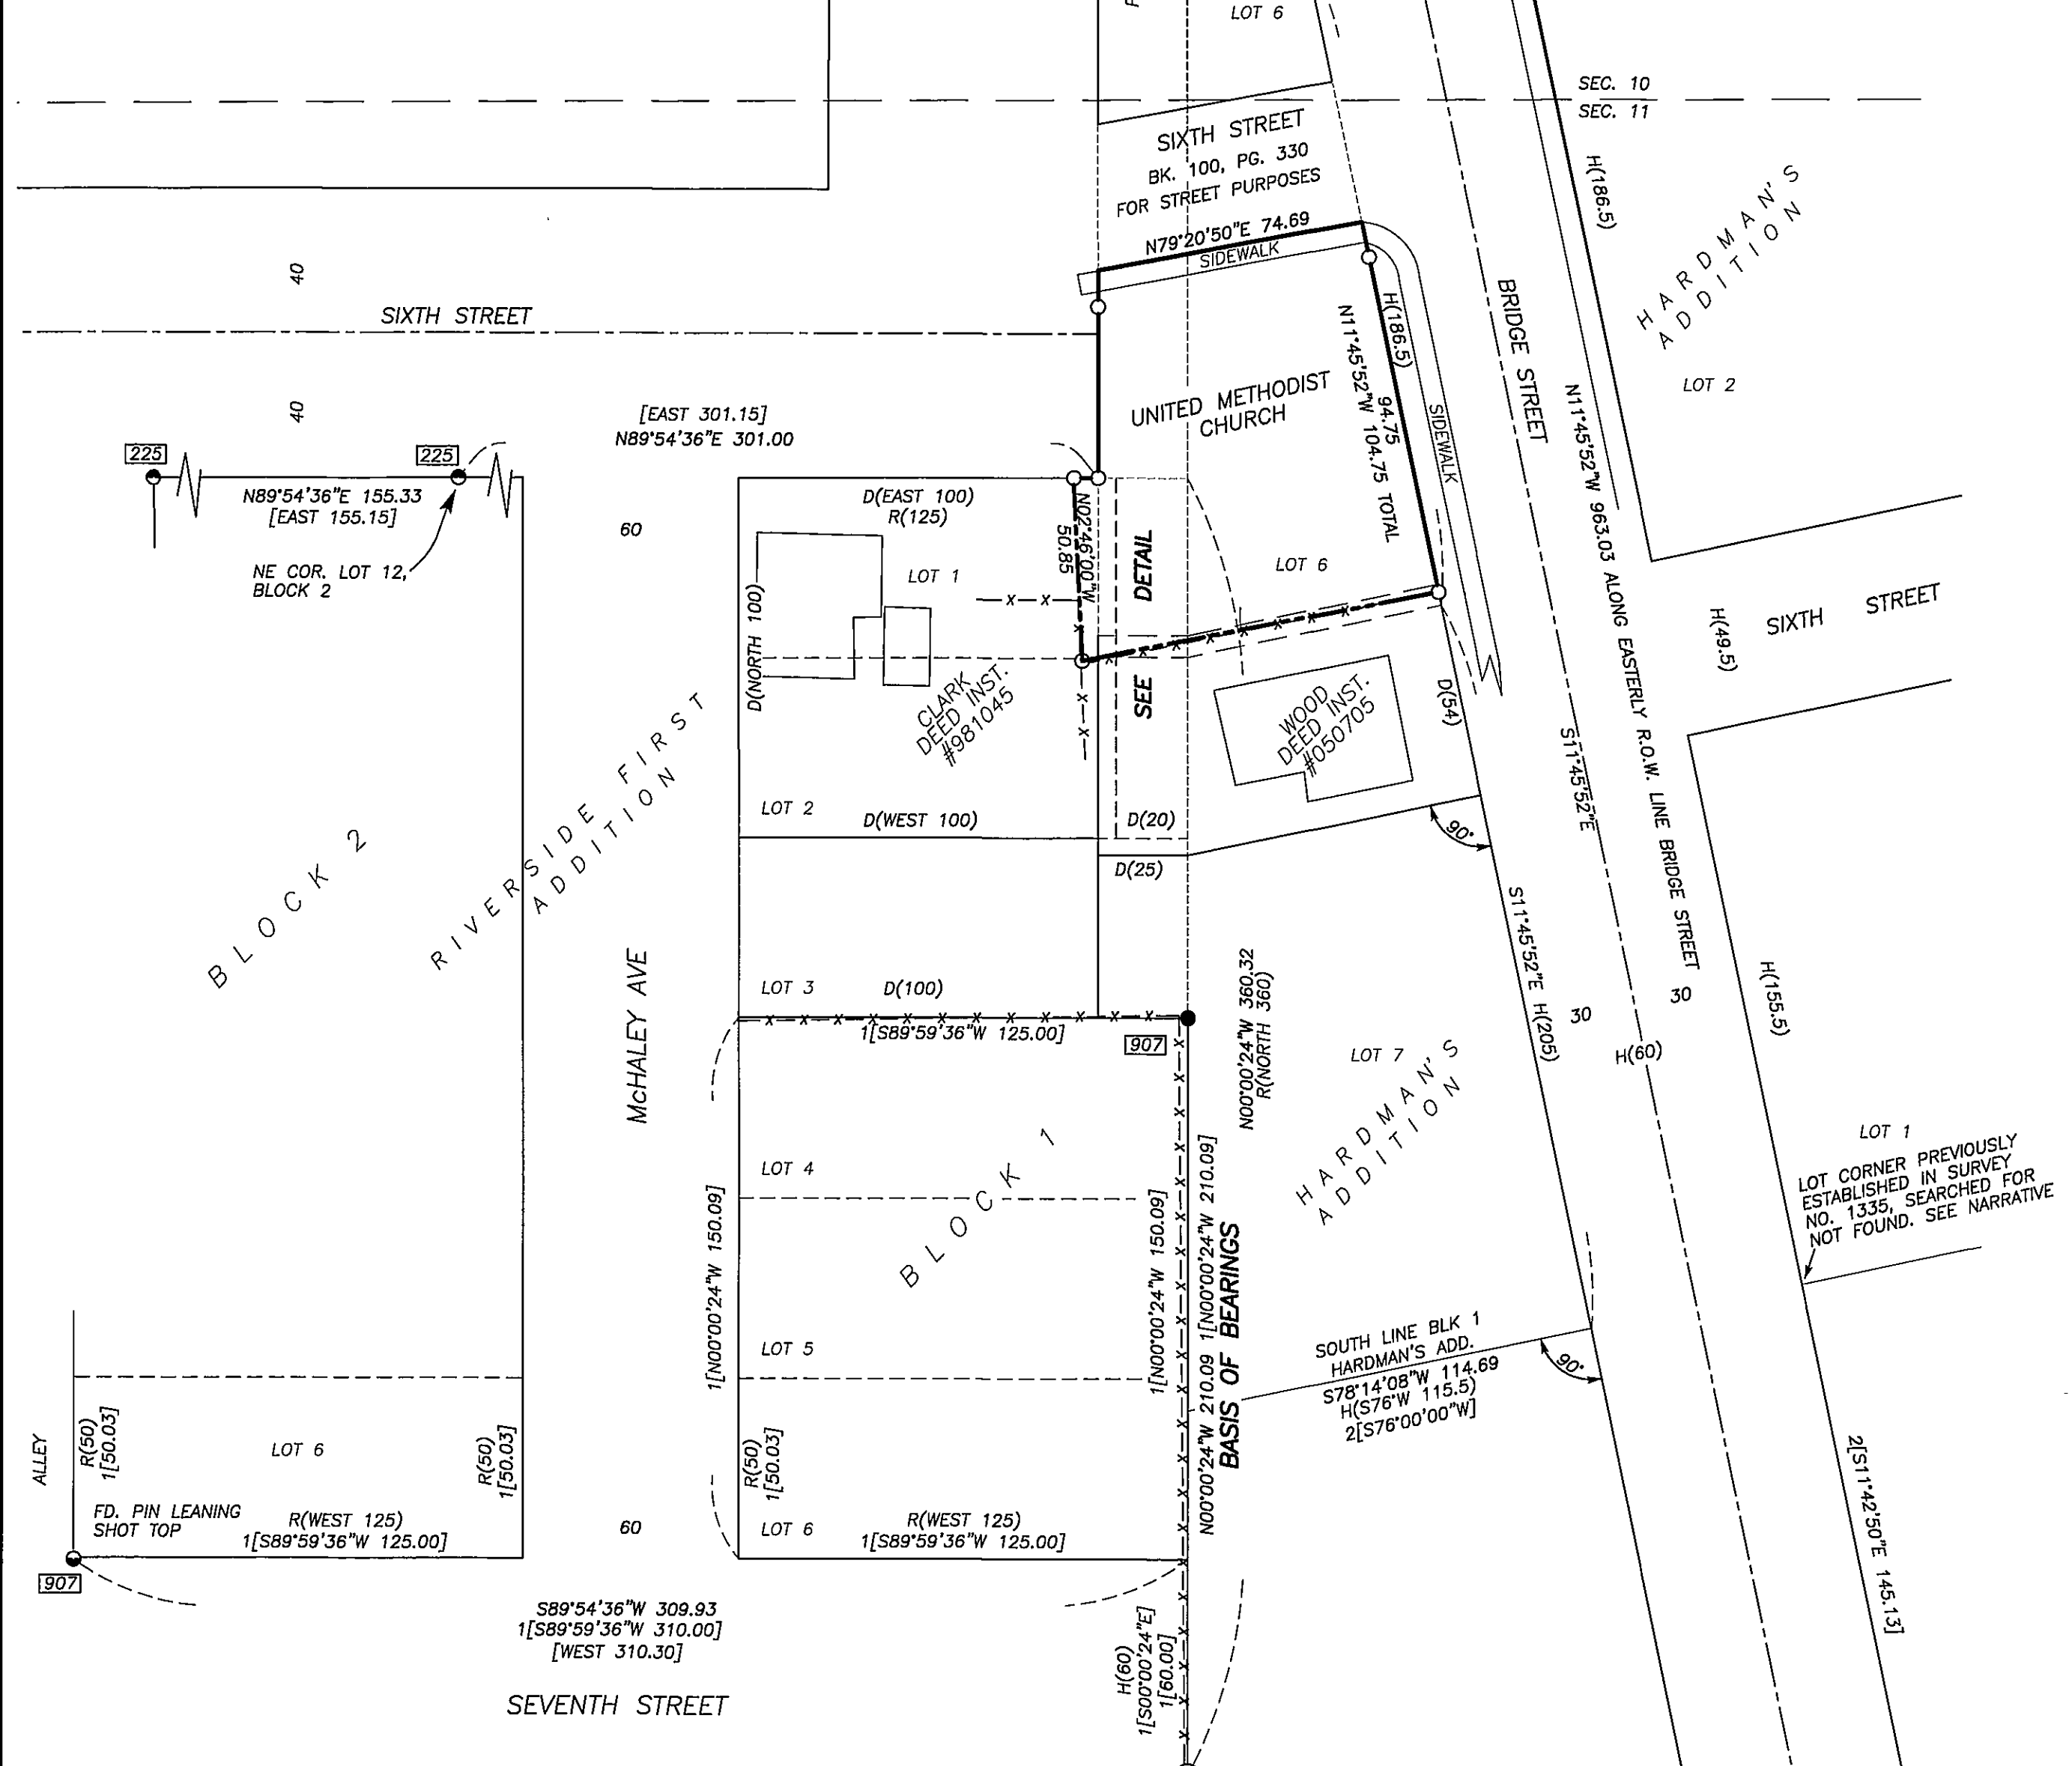 LOT 6
SEC. 10
SEC. 11
SIXTH STREET
BK. 100, PG. 330
FOR STREET PURPOSES
N79°20'50"E 74.69
SIDEWALK
H(186.5)
HARDMAN'S
ADDITION
LOT 2
40
SIXTH STREET
40
[EAST 301.15]
N89°54'36"E 301.00
UNITED METHODIST
CHURCH
H(186.5)
94.75
N11°45'52"W 104.75 TOTAL
SIDEWALK
BRIDGE STREET
N11°45'52"W 963.03 ALONG EASTERLY R.O.W. LINE BRIDGE STREET
225
225
N89°54'36"E 155.33
[EAST 155.15]
NE COR. LOT 12,
BLOCK 2
60
D(EAST 100)
R(125)
N02°46'00"W
50.85
SEE DETAIL
LOT 1
LOT 6
D(NORTH 100)
CLARK
DEED INST.
#981045
WOOD
DEED INST.
#050705
D(54)
S11°45'52"E
H(49.5)
SIXTH STREET
LOT 2
D(WEST 100)
D(20)
D(25)
90°
BLOCK 2
RIVERSIDE FIRST
ADDITION
McHALEY AVE
LOT 3
D(100)
1[S89°59'36"W 125.00]
907
N00°00'24"W 360.32
R(NORTH 360)
S11°45'52"E H(205)
30
30
H(60)
H(155.5)
LOT 7
HARDMAN'S
ADDITION
LOT 1
LOT CORNER PREVIOUSLY
ESTABLISHED IN SURVEY
NO. 1335, SEARCHED FOR
NOT FOUND. SEE NARRATIVE
LOT 4
BLOCK 1
1[N00°00'24"W 150.09]
1[N00°00'24"W 150.09]
N00°00'24"W 210.09 1[N00°00'24"W 210.09]
BASIS OF BEARINGS
LOT 5
SOUTH LINE BLK 1
HARDMAN'S ADD.
S78°14'08"W 114.69
H(S76°W 115.5)
2[S76°00'00"W]
90°
2[S11°42'50"E 145.13]
ALLEY
R(50)
1[50.03]
LOT 6
R(50)
1[50.03]
R(50)
1[50.03]
FD. PIN LEANING
SHOT TOP
R(WEST 125)
1[S89°59'36"W 125.00]
60
LOT 6
R(WEST 125)
1[S89°59'36"W 125.00]
907
S89°54'36"W 309.93
1[S89°59'36"W 310.00]
[WEST 310.30]
H(60)
1[S00°00'24"E]
1[60.00]
SEVENTH STREET